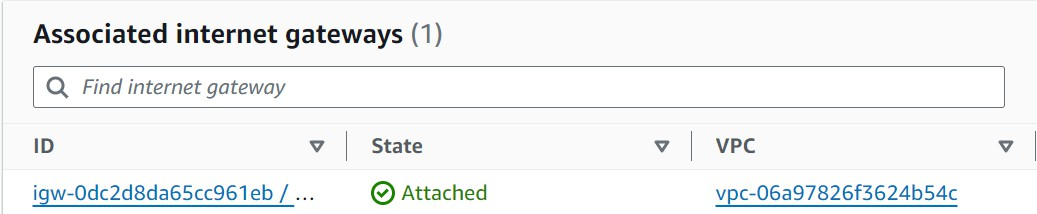 Associated internet gateways (1)
Find internet gateway
ID State VPC
igw-0dc2d8da65cc961eb / ... Attached vpc-06a97826f3624b54c